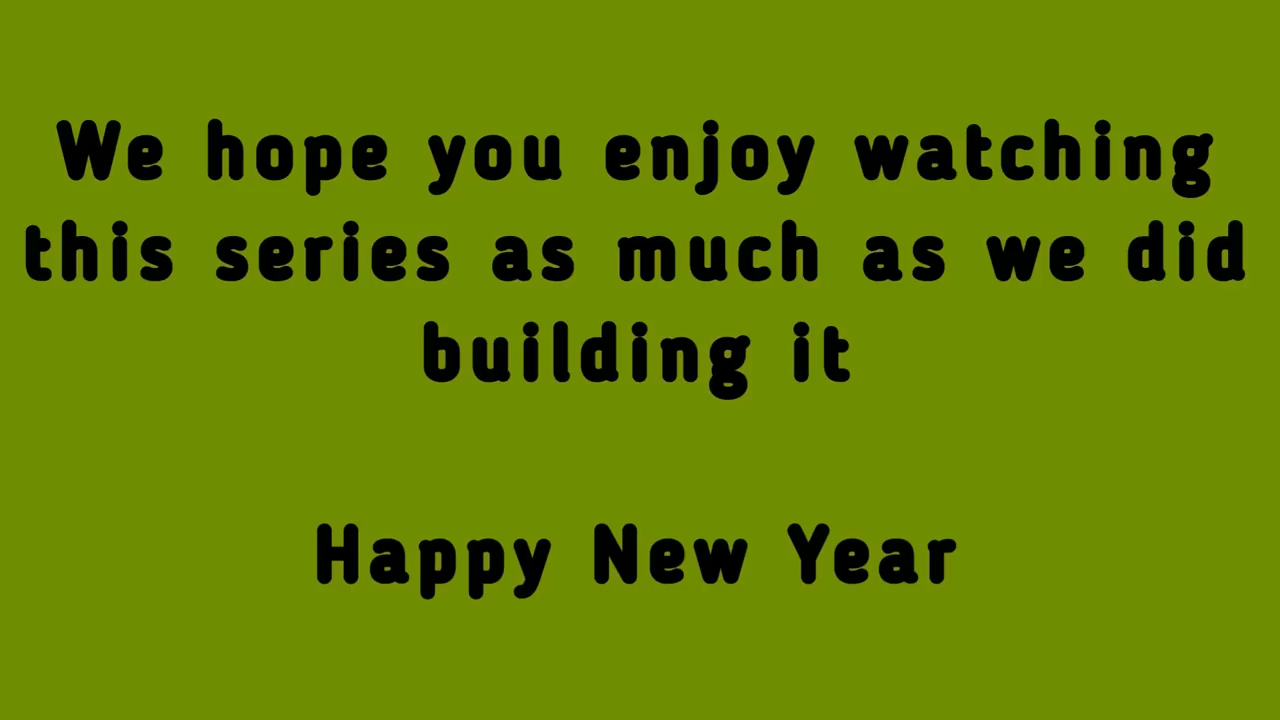 We hope you enjoy watching
this series as much as we did
building it
Happy New Year